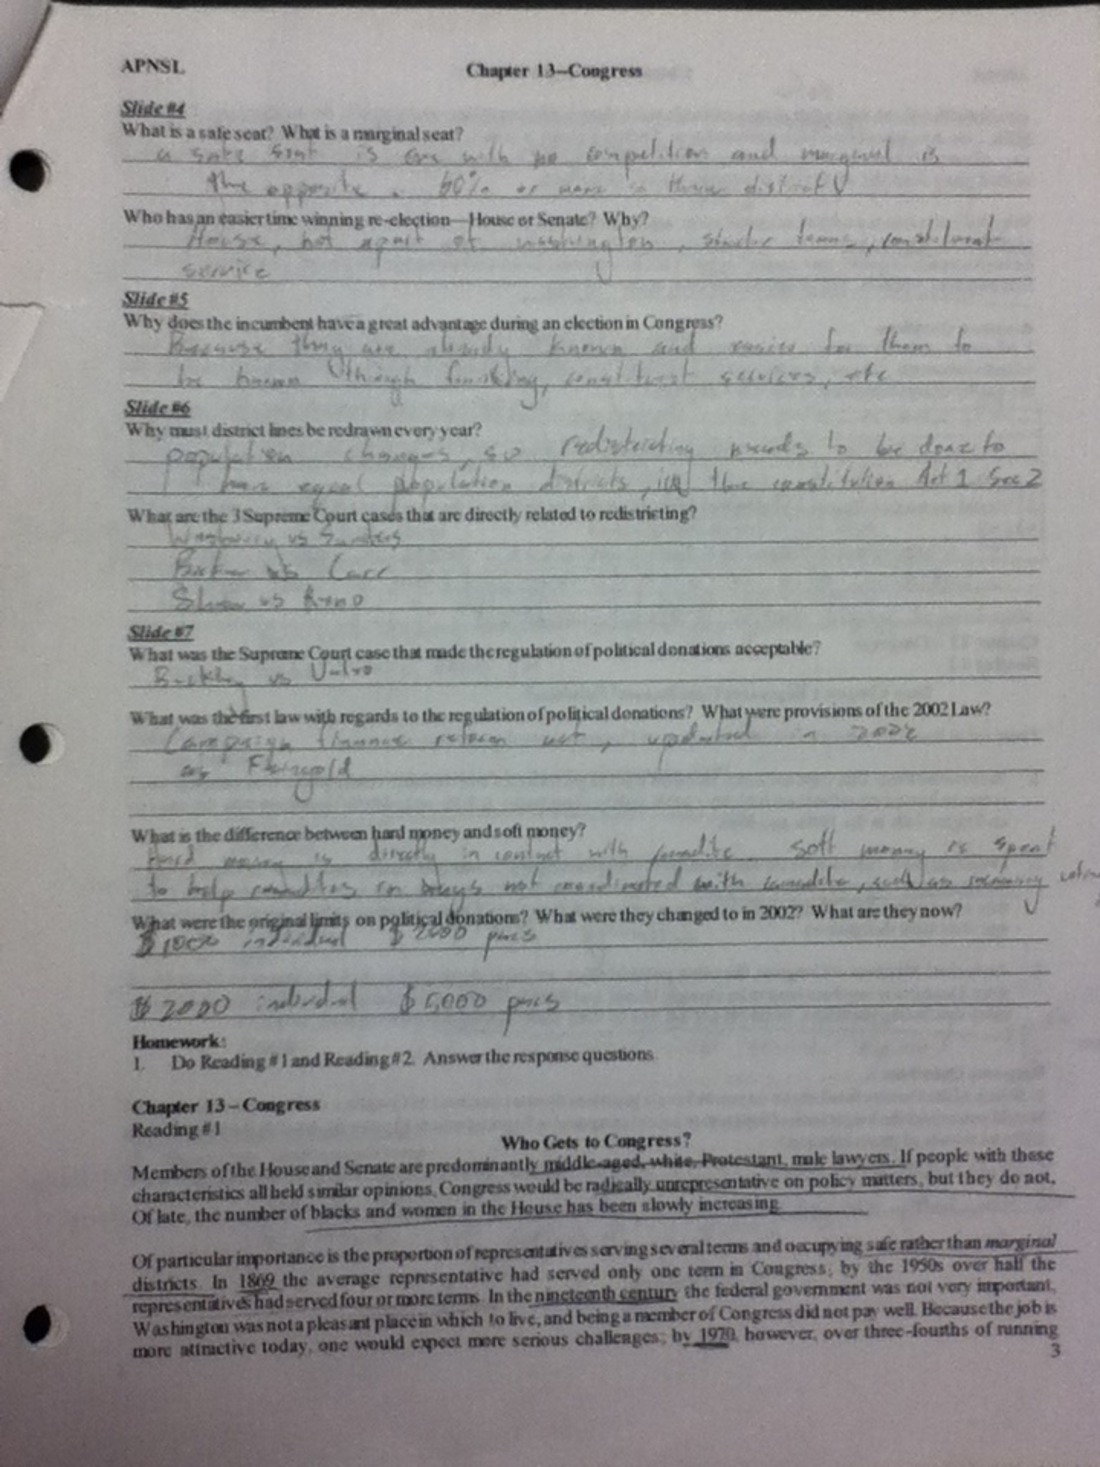 APNSL
Chapter 13–Congress
Slide #4
What is a safe seat? What is a marginal seat?
a safe seat is one with no competition and marginal is
the opposite. 60% or more in their district
Who has an easier time winning re-election—House or Senate? Why?
House, not apart of washington, terms, constituent
service
Slide #5
Why does the incumbent have a great advantage during an election in Congress?
Because they are already known and easier for them to
be known though constituent services, etc
Slide #6
Why must district lines be redrawn every year?
population changes, so redistricting needs to be done to
have equal population districts, the constitution Art 1 Sec 2
What are the 3 Supreme Court cases that are directly related to redistricting?
vs
vs Carr
Shaw vs Reno
Slide #7
What was the Supreme Court case that made the regulation of political donations acceptable?
Buckley vs
What was the first law with regards to the regulation of political donations? What were provisions of the 2002 Law?
Campaign finance reform act, updated in 2002
as Feingold
What is the difference between hard money and soft money?
Hard money is directly in contact with Soft money is spent
to help in ways not coordinated with such as
What were the original limits on political donations? What were they changed to in 2002? What are they now?
$1000 individual pacs
$2000 individual $5,000 pacs
Homework:
1. Do Reading #1 and Reading #2. Answer the response questions.
Chapter 13 – Congress
Reading #1
Who Gets to Congress?
Members of the House and Senate are predominantly middle-aged, white, Protestant, male lawyers. If people with these
characteristics all held similar opinions, Congress would be radically unrepresentative on policy matters, but they do not.
Of late, the number of blacks and women in the House has been slowly increasing
Of particular importance is the proportion of representatives serving several terms and occupying safe rather than marginal
districts. In 1869 the average representative had served only one term in Congress; by the 1950s over half the
representatives had served four or more terms. In the nineteenth century the federal government was not very important,
Washington was not a pleasant place in which to live, and being a member of Congress did not pay well. Because the job is
more attractive today, one would expect more serious challenges; by 1970, however, over three-fourths of running
3